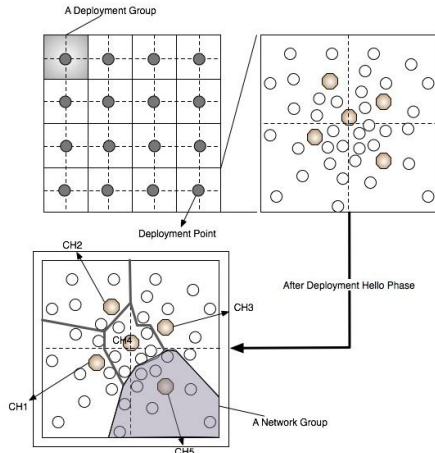 A Deployment Group
Deployment Point
CH2
After Deployment Hello Phase
CH3
CH4
CH1
A Network Group
CH5